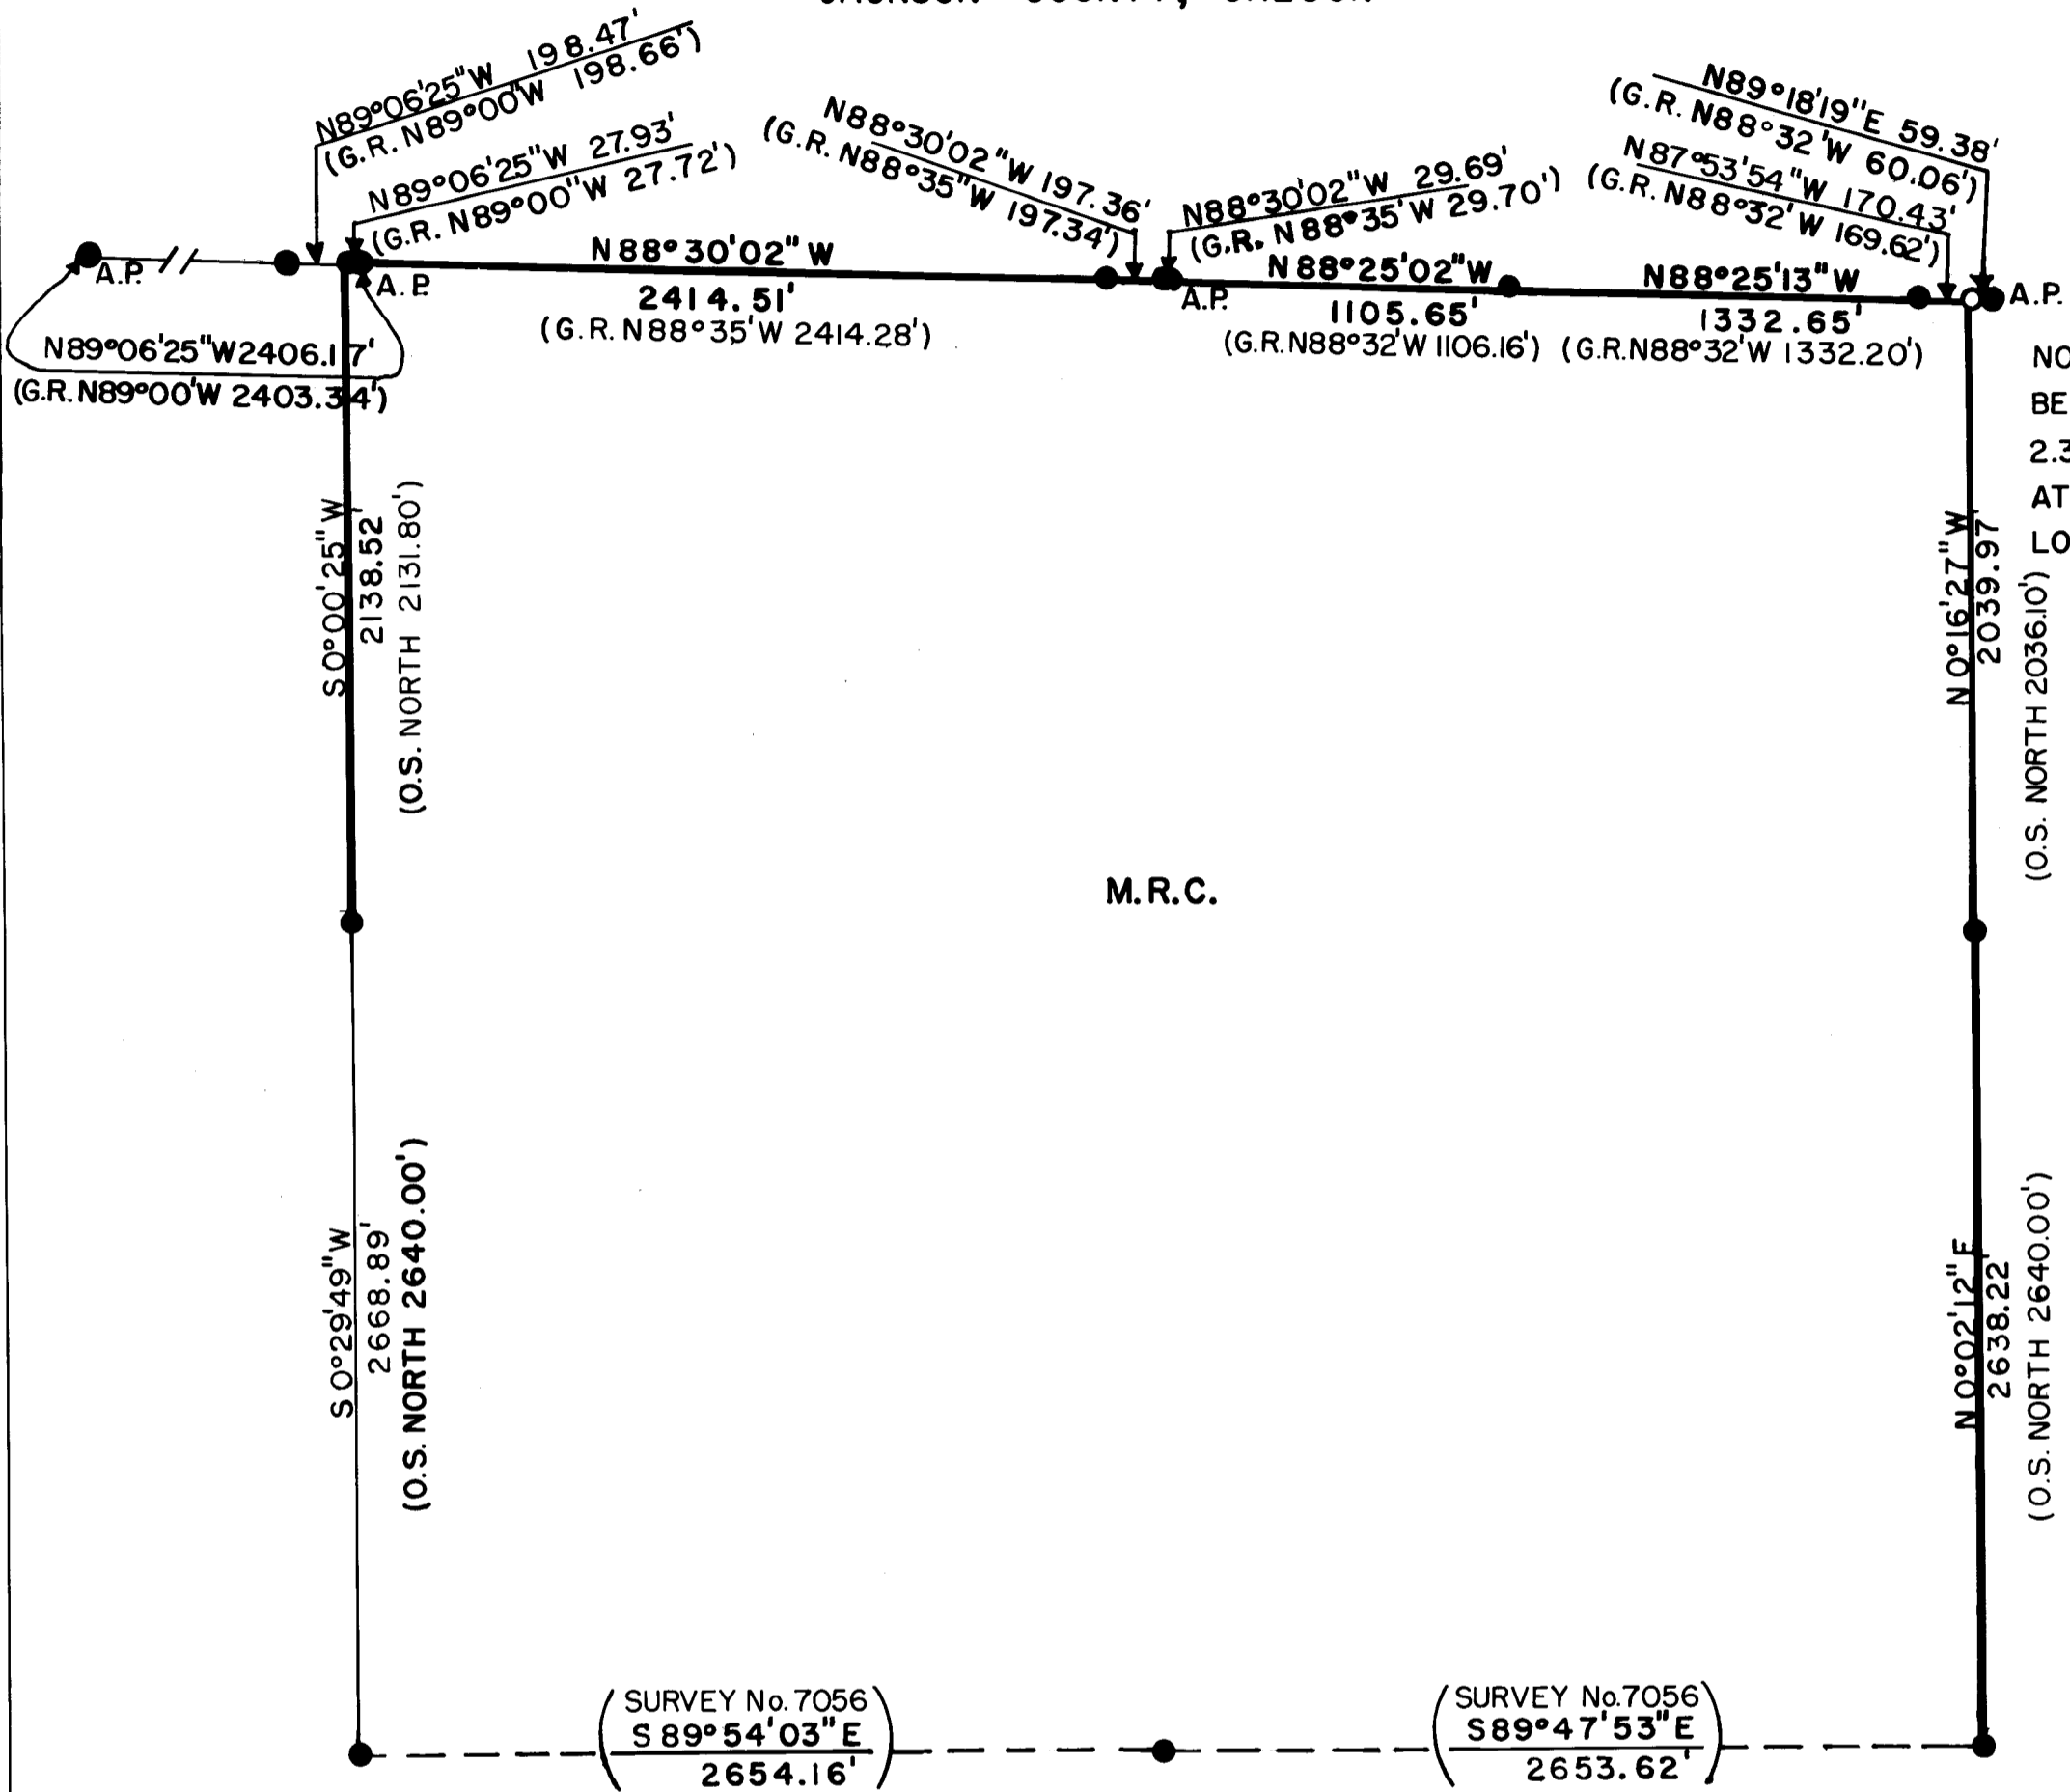 N89°06'25"W 198.47'
(G.R. N89°00'W 198.66')
N89°06'25"W 27.93'
(G.R. N89°00"W 27.72')
N88°30'02"W 197.36'
(G.R. N88°35"W 197.34')
N88°30'02"W 29.69'
(G.R. N88°35'W 29.70')
N89°18'19"E 59.38'
(G.R. N88°32'W 60.06')
N87°53'54"W 170.43'
(G.R. N88°32'W 169.62')
A.P.
A.P.
N88°30'02"W
2414.51'
(G.R. N88°35'W 2414.28')
A.P.
N88°25'02"W
1105.65'
(G.R. N88°32'W 1106.16')
N88°25'13"W
1332.65'
(G.R. N88°32'W 1332.20')
A.P.
N89°06'25"W 2406.17'
(G.R. N89°00'W 2403.34')
NO
BE
2.3
AT
LO
S0°00'25"W
2138.52'
(O.S. NORTH 2131.80')
N0°16'27"W
2039.97'
(O.S. NORTH 2036.10')
M.R.C.
S0°29'49"W
2668.89'
(O.S. NORTH 2640.00')
N0°02'12"E
2638.22'
(O.S. NORTH 2640.00')
SURVEY No. 7056
S89°54'03"E
2654.16'
SURVEY No. 7056
S89°47'53"E
2653.62'